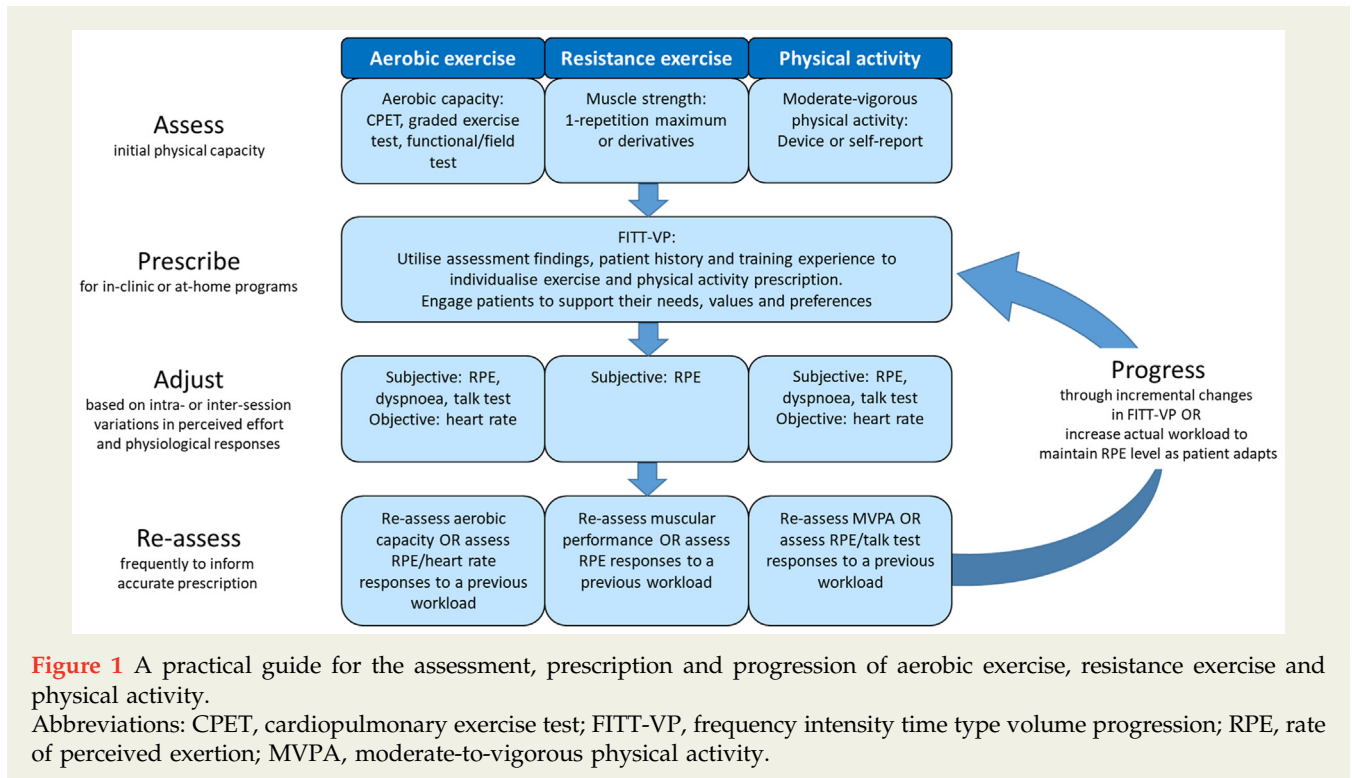 Aerobic exercise
Resistance exercise
Physical activity
Assess
initial physical capacity
Aerobic capacity:
CPET, graded exercise
test, functional/field
test
Muscle strength:
1-repetition maximum
or derivatives
Moderate-vigorous
physical activity:
Device or self-report
Prescribe
for in-clinic or at-home programs
FITT-VP:
Utilise assessment findings, patient history and training experience to
individualise exercise and physical activity prescription.
Engage patients to support their needs, values and preferences
Adjust
based on intra- or inter-session
variations in perceived effort
and physiological responses
Subjective: RPE,
dyspnoea, talk test
Objective: heart rate
Subjective: RPE
Subjective: RPE,
dyspnoea, talk test
Objective: heart rate
Progress
through incremental changes
in FITT-VP OR
increase actual workload to
maintain RPE level as patient adapts
Re-assess
frequently to inform
accurate prescription
Re-assess aerobic
capacity OR assess
RPE/heart rate
responses to a previous
workload
Re-assess muscular
performance OR assess
RPE responses to a
previous workload
Re-assess MVPA OR
assess RPE/talk test
responses to a previous
workload
Figure 1 A practical guide for the assessment, prescription and progression of aerobic exercise, resistance exercise and
physical activity.
Abbreviations: CPET, cardiopulmonary exercise test; FITT-VP, frequency intensity time type volume progression; RPE, rate
of perceived exertion; MVPA, moderate-to-vigorous physical activity.